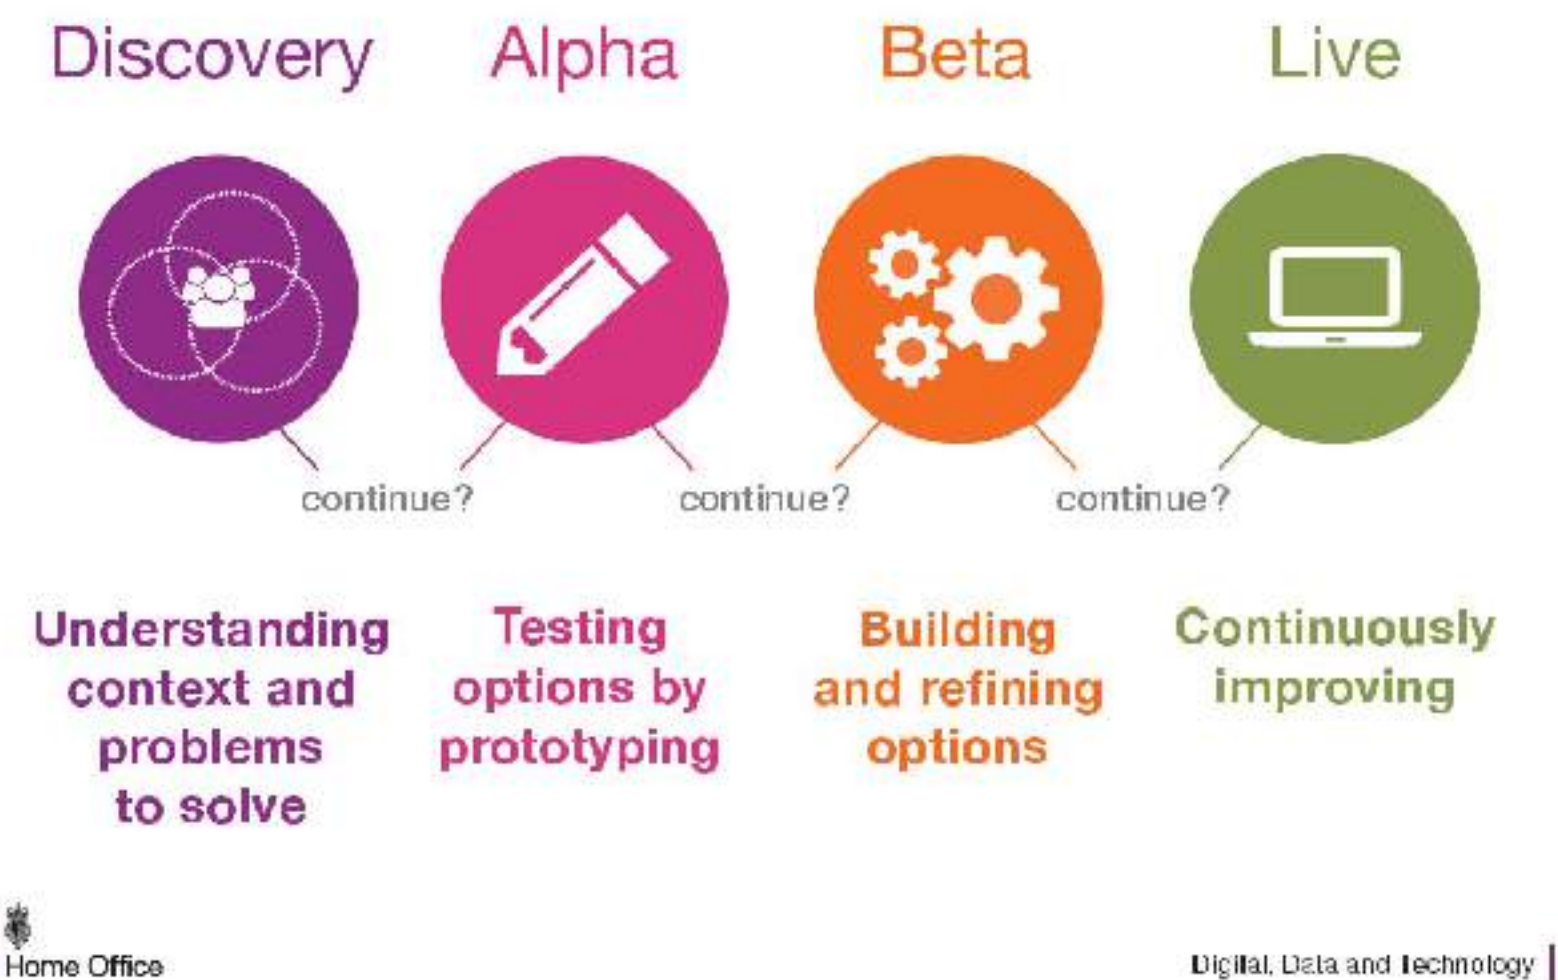 Discovery
Alpha
Beta
Live
continue?
continue?
continue?
Understanding
context and
problems
to solve
Testing
options by
prototyping
Building
and refining
options
Continuously
improving
Home Office
Digital, Data and Technology